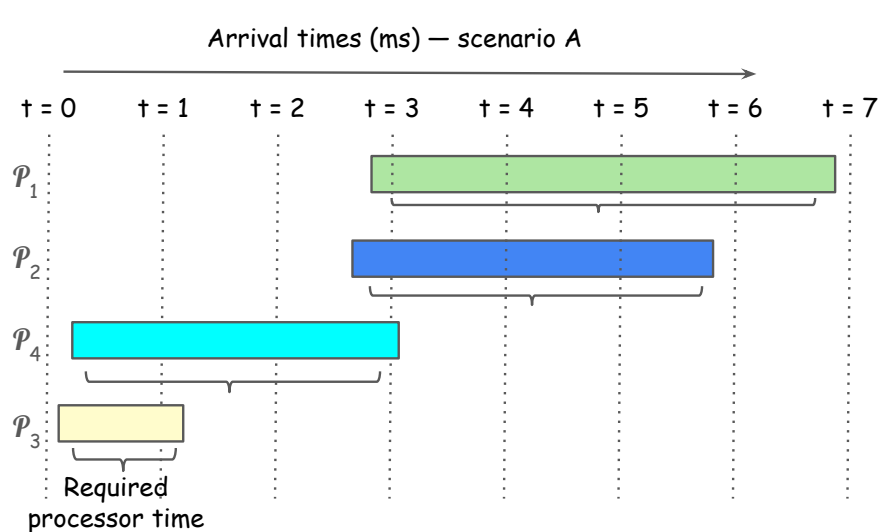 Arrival times (ms) — scenario A
t = 0 t = 1 t = 2 t = 3 t = 4 t = 5 t = 6 t = 7
𝒫1
𝒫2
𝒫4
𝒫3
Required
processor time